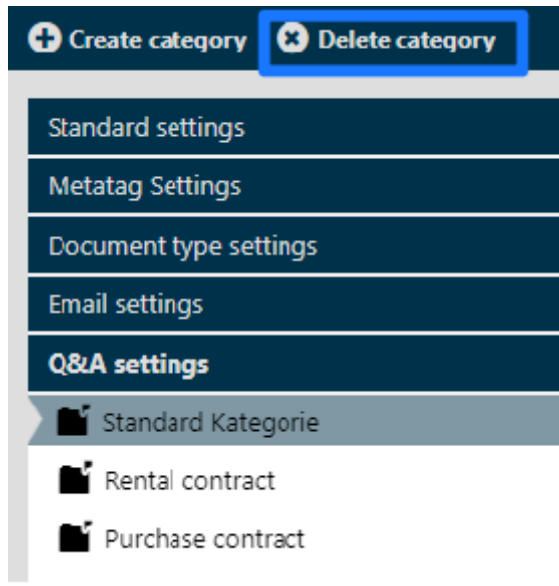 Create category Delete category
Standard settings
Metatag Settings
Document type settings
Email settings
Q&A settings
Standard Kategorie
Rental contract
Purchase contract